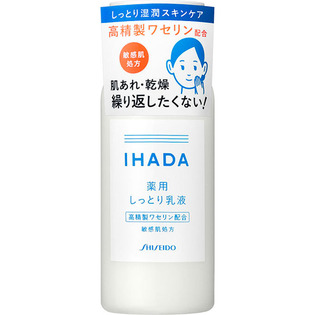 しっとり湿潤スキンケア
高精製ワセリン配合
敏感肌
処方
肌あれ・乾燥
繰り返したくない!
IHADA
薬用
しっとり乳液
高精製ワセリン配合
敏感肌処方
SHISEIDO